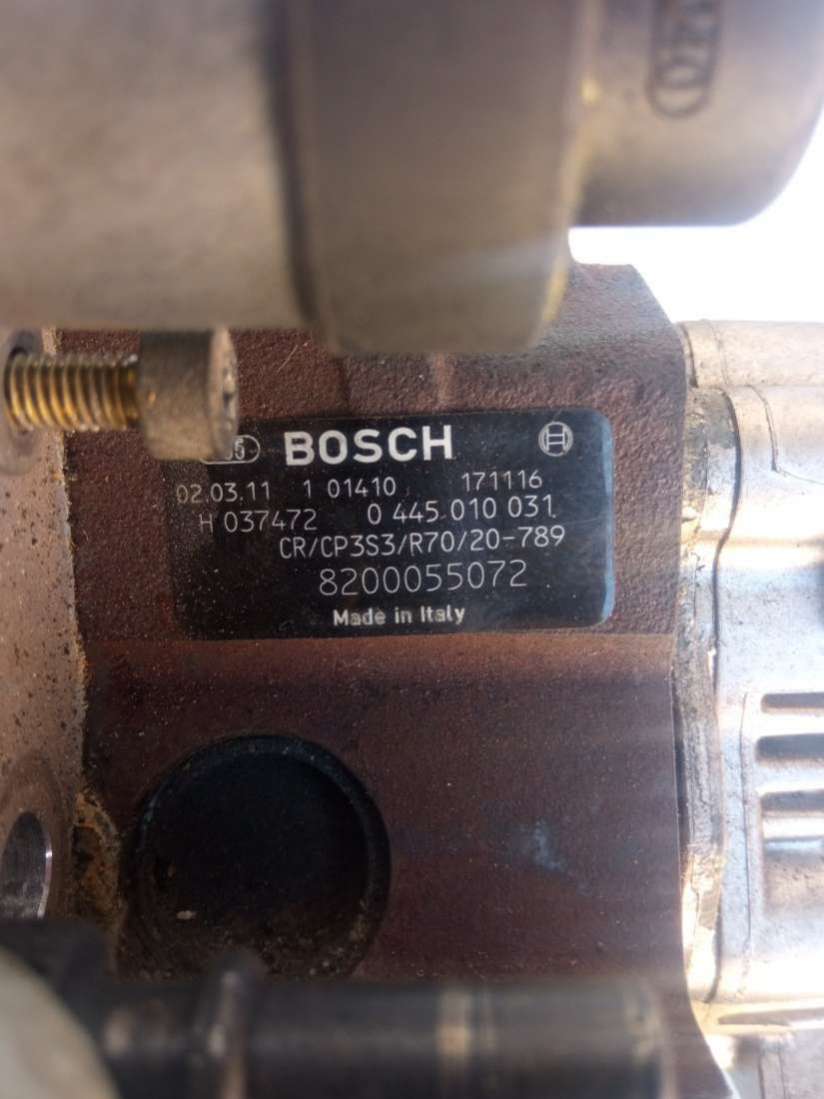 BOSCH
02.03.11 1 01410 171116
H 037472 0 445 010 031
CR/CP3S3/R70/20-789
8200055072
Made in Italy